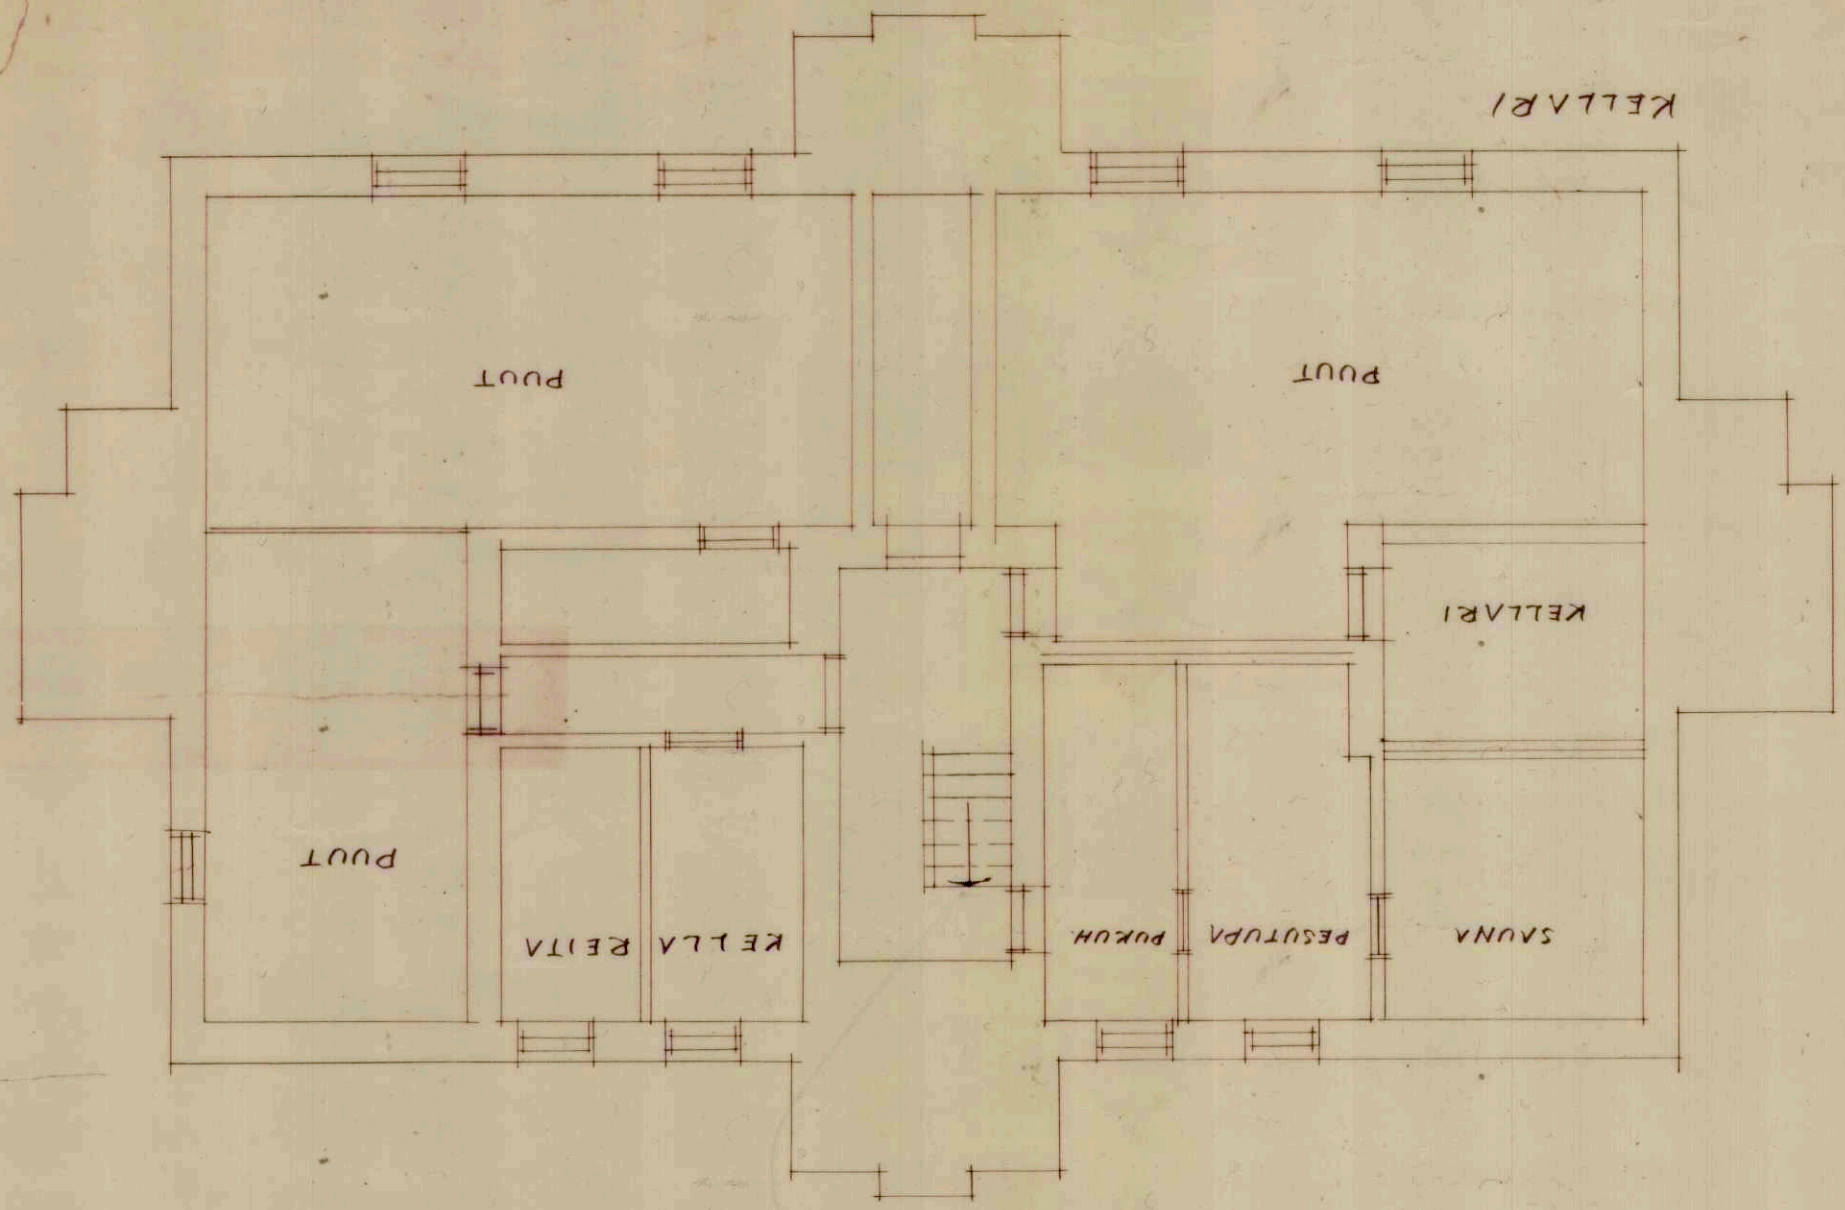 SAUNA
PESUTUPA
PUKUH.
KELLA
REITA
PUUT
KELLARI
PUUT
PUUT
KELLARI